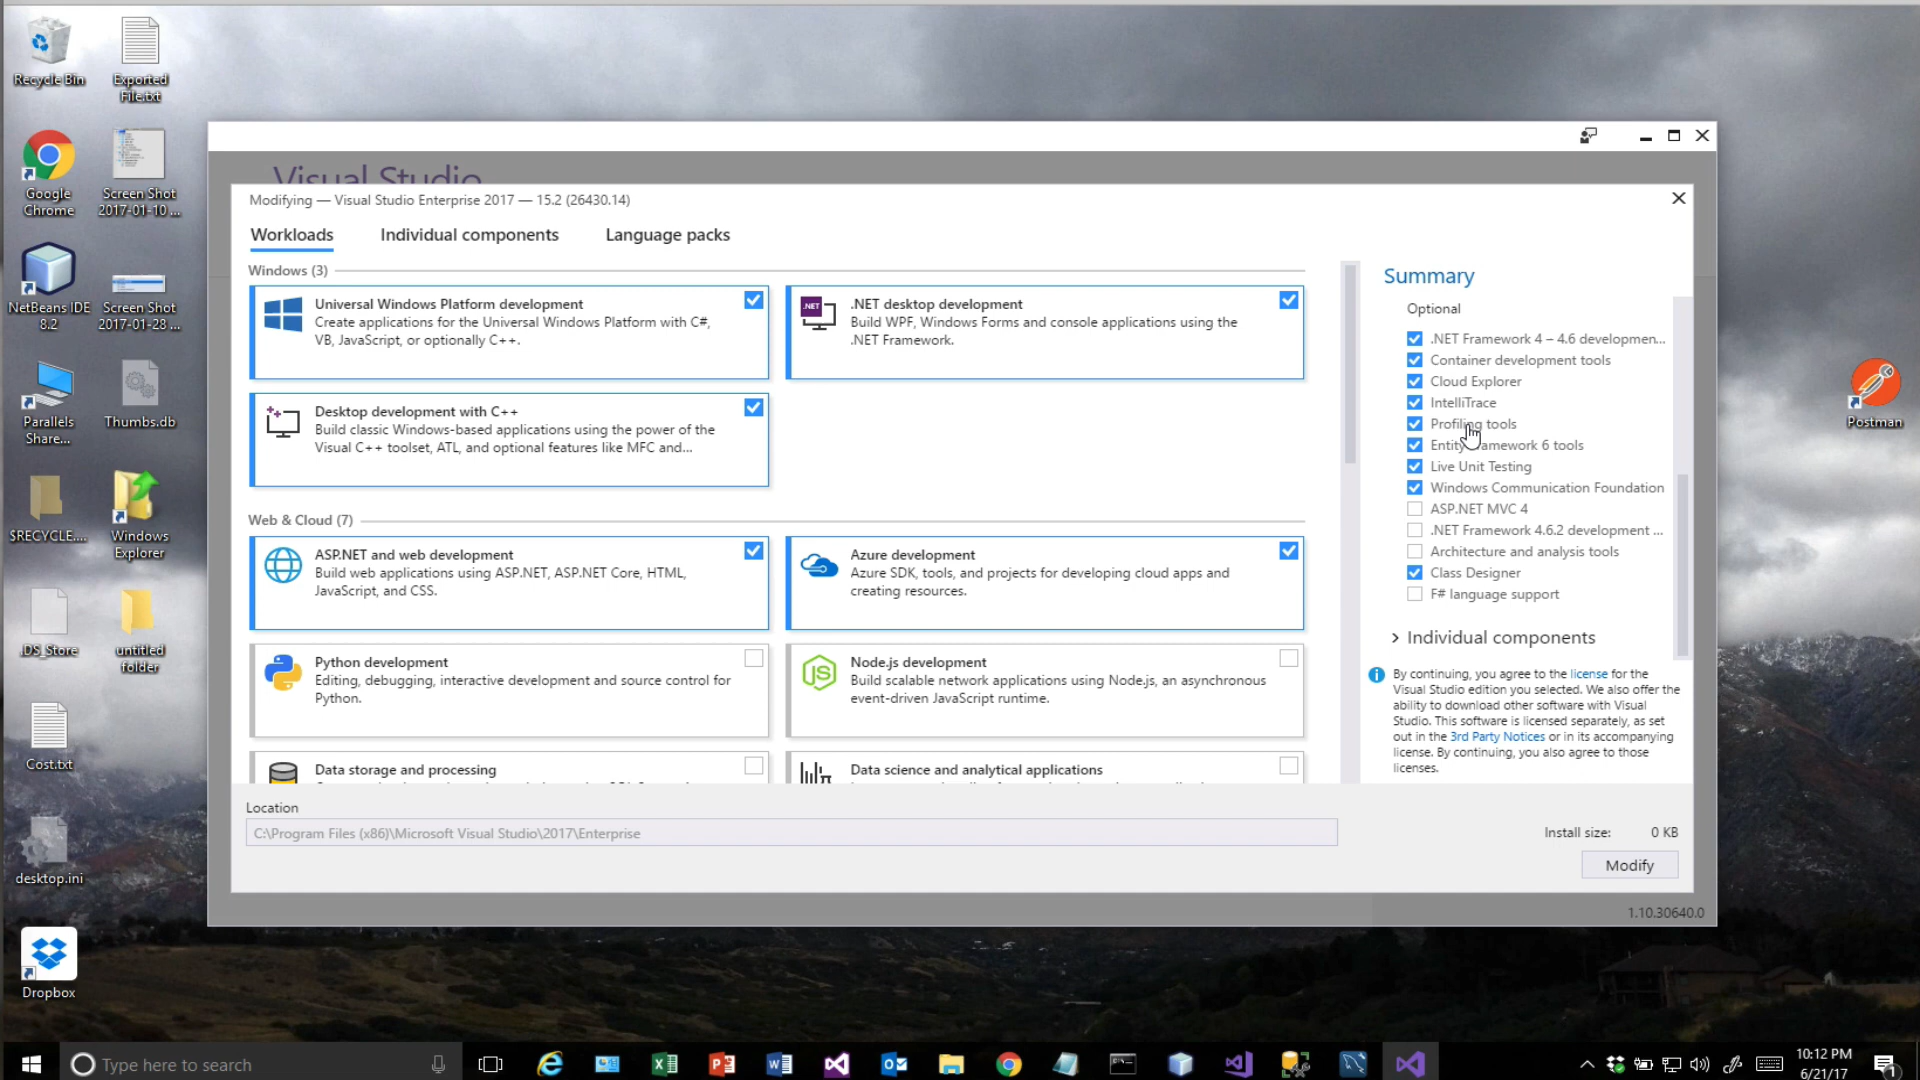 Recycle Bin
Exported
File.txt
Google
Chrome
Screen Shot
2017-01-10 ...
NetBeans IDE
8.2
Screen Shot
2017-01-28 ...
Parallels
Share...
Thumbs.db
$RECYCLE....
Windows
Explorer
.DS_Store
untitled
folder
Cost.txt
desktop.ini
Dropbox
Postman
Visual Studio
Modifying — Visual Studio Enterprise 2017 — 15.2 (26430.14)
Workloads
Individual components
Language packs
Windows (3)
Universal Windows Platform development
Create applications for the Universal Windows Platform with C#,
VB, JavaScript, or optionally C++.
.NET
.NET desktop development
Build WPF, Windows Forms and console applications using the
.NET Framework.
Desktop development with C++
Build classic Windows-based applications using the power of the
Visual C++ toolset, ATL, and optional features like MFC and...
Web & Cloud (7)
ASP.NET and web development
Build web applications using ASP.NET, ASP.NET Core, HTML,
JavaScript, and CSS.
Azure development
Azure SDK, tools, and projects for developing cloud apps and
creating resources.
Python development
Editing, debugging, interactive development and source control for
Python.
JS
Node.js development
Build scalable network applications using Node.js, an asynchronous
event-driven JavaScript runtime.
Data storage and processing
Data science and analytical applications
Summary
Optional
.NET Framework 4 – 4.6 developmen...
Container development tools
Cloud Explorer
IntelliTrace
Profiling tools
Entity Framework 6 tools
Live Unit Testing
Windows Communication Foundation
ASP.NET MVC 4
.NET Framework 4.6.2 development ...
Architecture and analysis tools
Class Designer
F# language support
Individual components
By continuing, you agree to the license for the
Visual Studio edition you selected. We also offer the
ability to download other software with Visual
Studio. This software is licensed separately, as set
out in the 3rd Party Notices or in its accompanying
license. By continuing, you also agree to those
licenses.
Location
C:\Program Files (x86)\Microsoft Visual Studio\2017\Enterprise
Install size: 0 KB
Modify
1.10.30640.0
Type here to search
10:12 PM
6/21/17
1